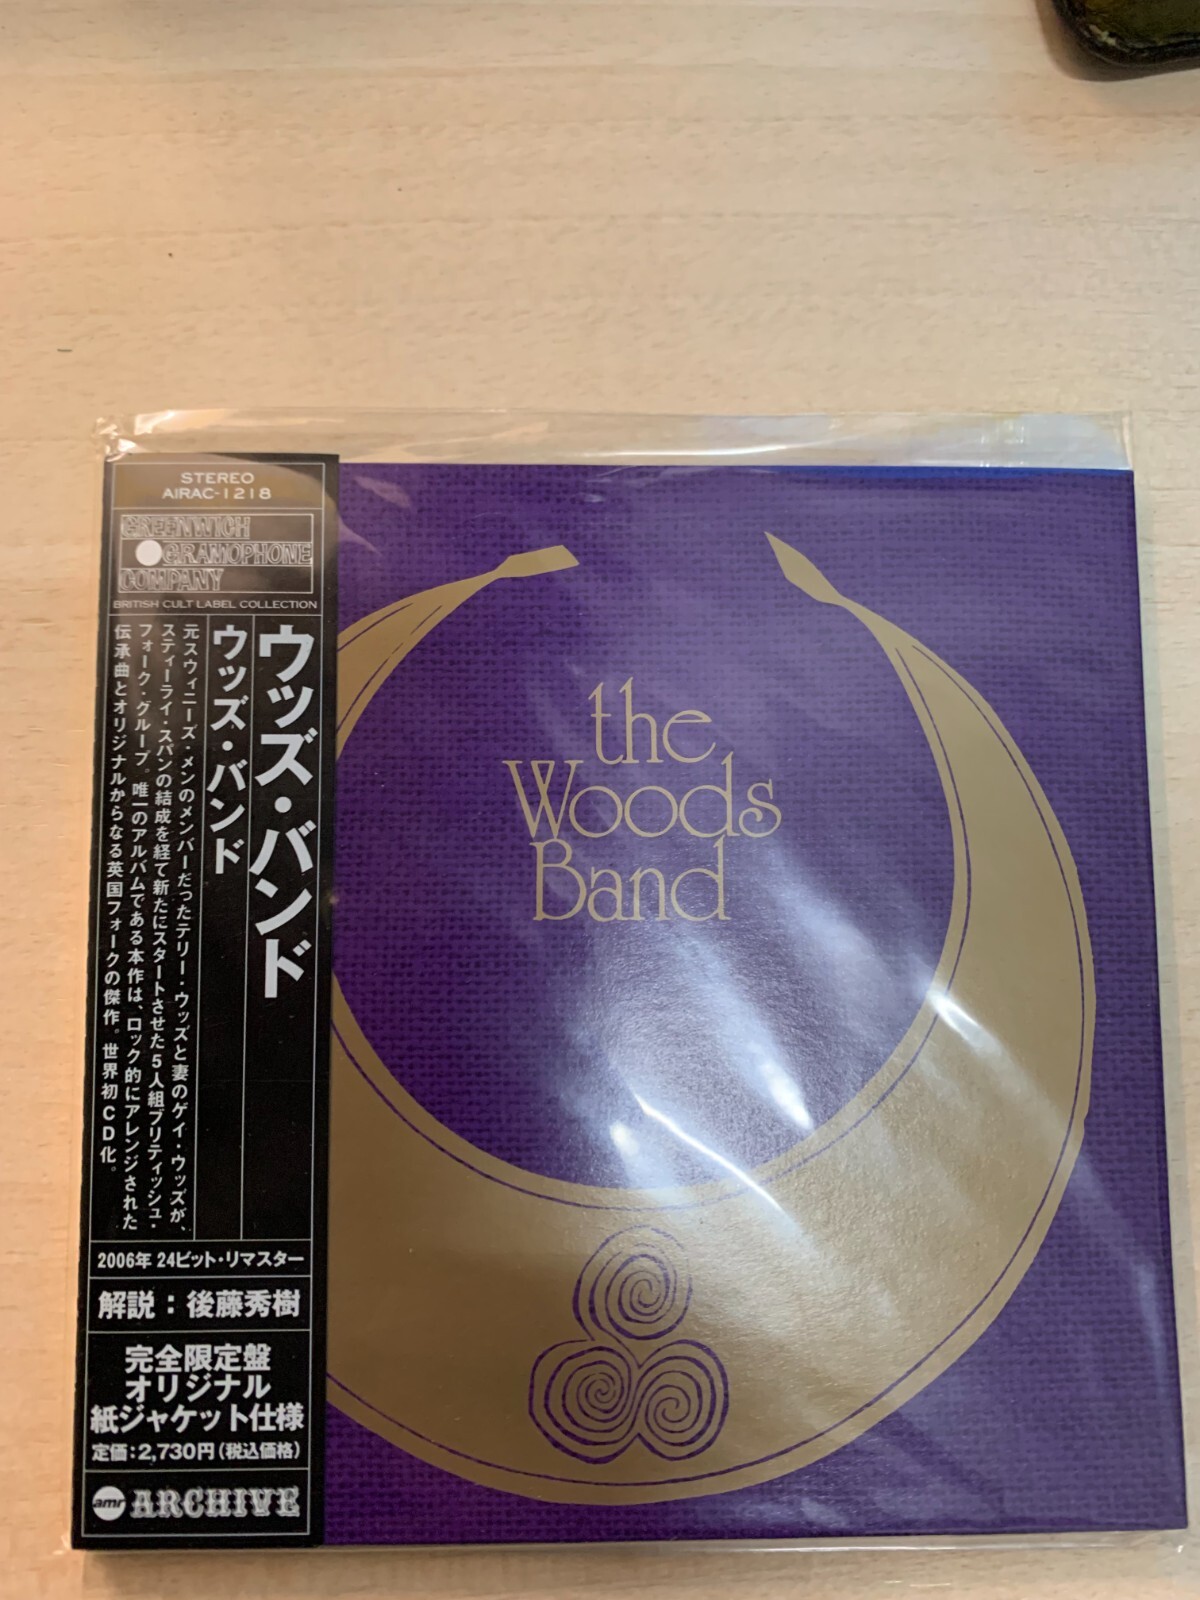 STEREO
AIRAC-1218
GREENWICH
GRAMOPHONE
COMPANY
BRITISH CULT LABEL COLLECTION
ウッズ・バンド
ウッズ・バンド
元スウィニーズ・メンのメンバーだったテリー・ウッズと妻のゲイ・ウッズが、
スティーライ・スパンの結成を経て新たにスタートさせた5人組ブリティッシュ・
フォーク・グループ。唯一のアルバムである本作は、ロック的にアレンジされた
伝承曲とオリジナルからなる英国フォークの傑作。世界初CD化。
2006年 24ビット・リマスター
解説：後藤秀樹
完全限定盤
オリジナル
紙ジャケット仕様
定価：2,730円（税込価格）
amr ARCHIVE
the
Woods
Band